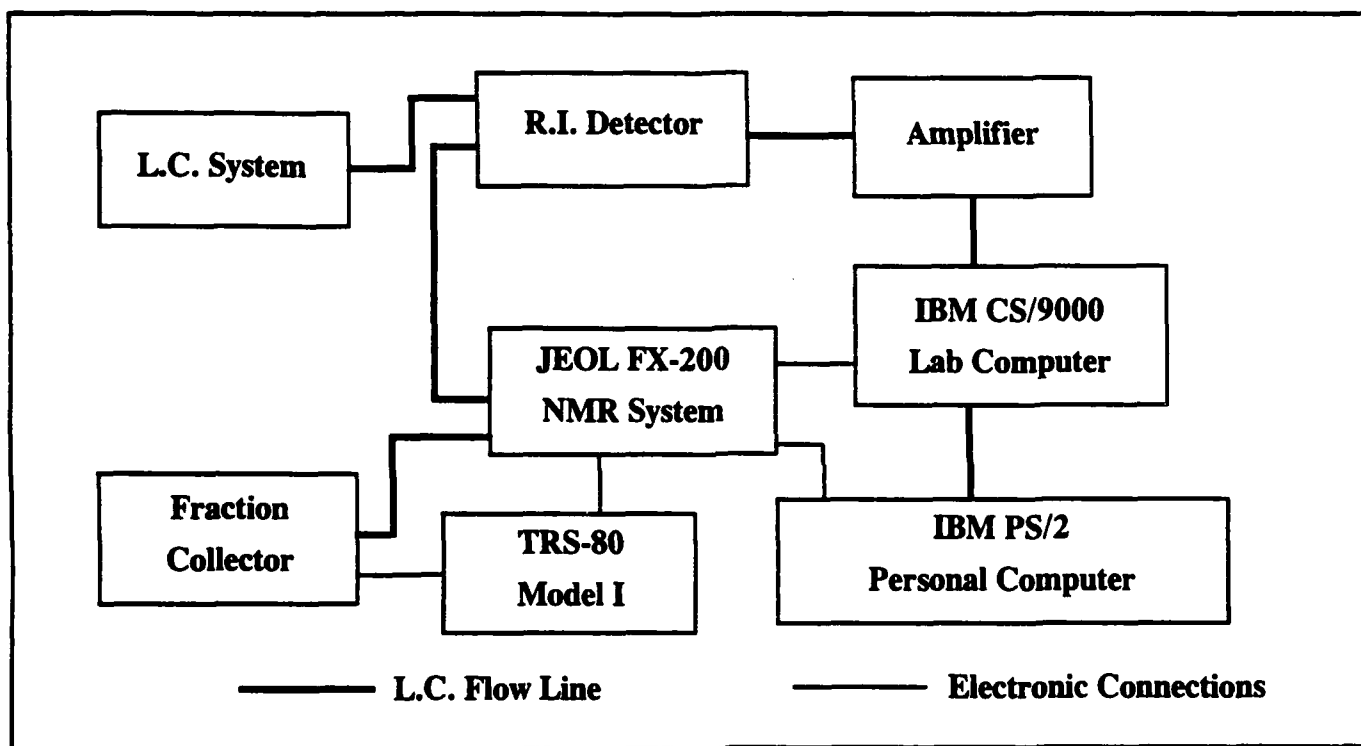 L.C. System
R.I. Detector
Amplifier
IBM CS/9000
Lab Computer
JEOL FX-200
NMR System
Fraction
Collector
TRS-80
Model I
IBM PS/2
Personal Computer
L.C. Flow Line
Electronic Connections